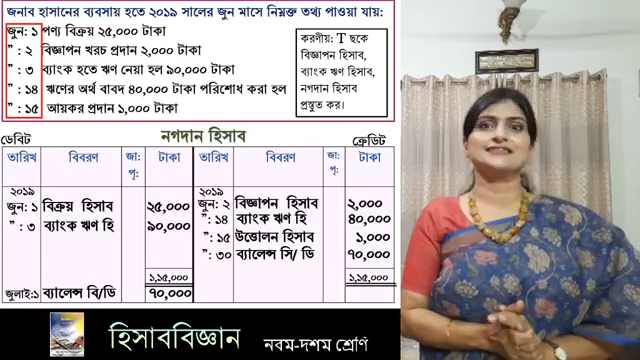 জনাব হাসানের ব্যবসায় হতে ২০১৯ সালের জুন মাসে নিম্নক্ত তথ্য পাওয়া যায়:
জুন: ১ পণ্য বিক্রয় ২৫,০০০ টাকা
” : ২ বিজ্ঞাপন খরচ প্রদান ২,০০০ টাকা
” : ৩ ব্যাংক হতে ঋণ নেয়া হল ৯০,০০০ টাকা
” : ১৪ ঋণের অর্থ বাবদ ৪০,০০০ টাকা পরিশোধ করা হল
” : ১৫ আয়কর প্রদান ১,০০০ টাকা
করণীয়: T ছকে
বিজ্ঞাপন হিসাব,
ব্যাংক ঋণ হিসাব,
নগদান হিসাব
প্রস্তুত কর।
ডেবিট নগদান হিসাব ক্রেডিট
তারিখ বিবরণ জা: পৃ: টাকা তারিখ বিবরণ জা: পৃ: টাকা
২০১৯ ২০১৯
জুন: ১ বিক্রয় হিসাব ২৫,০০০ জুন: ২ বিজ্ঞাপন হিসাব ২,০০০
” : ৩ ব্যাংক ঋণ হি ৯০,০০০ ”: ১৪ ব্যাংক ঋণ হি ৪০,০০০
”: ১৫ উত্তোলন হিসাব ১,০০০
”: ৩০ ব্যালেন্স সি/ ডি ৭০,০০০
১,১৫,০০০ ১,১৫,০০০
জুলাই:১ ব্যালেন্স বি/ডি ৭০,০০০
হিসাববিজ্ঞান নবম-দশম শ্রেণি